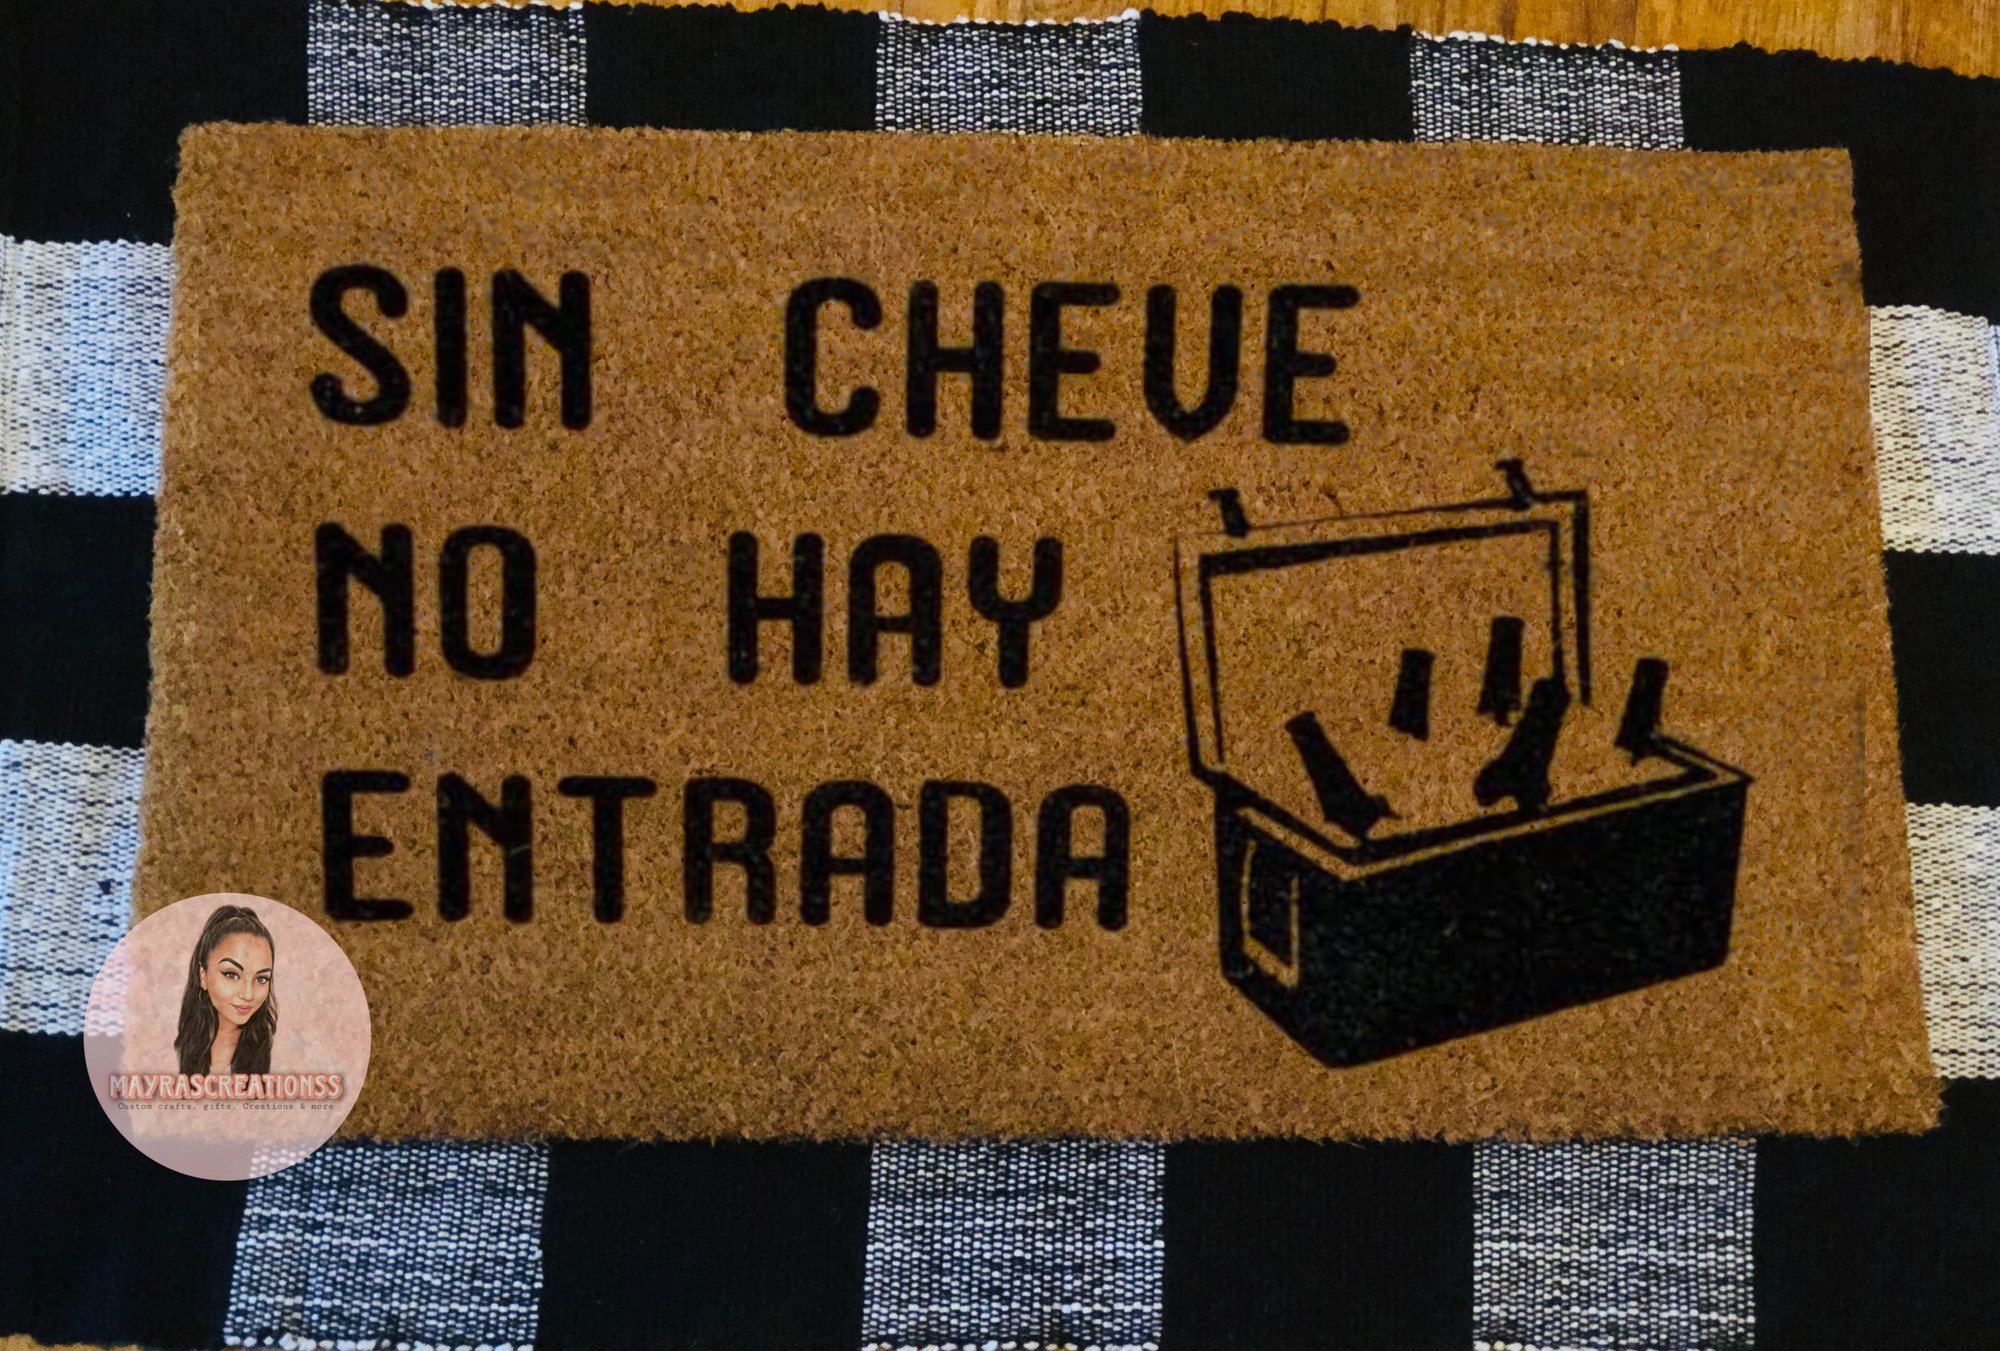 SIN CHEVE
NO HAY
ENTRADA
MAYRASCREATIONSS
Custom crafts, gifts, Creations & more